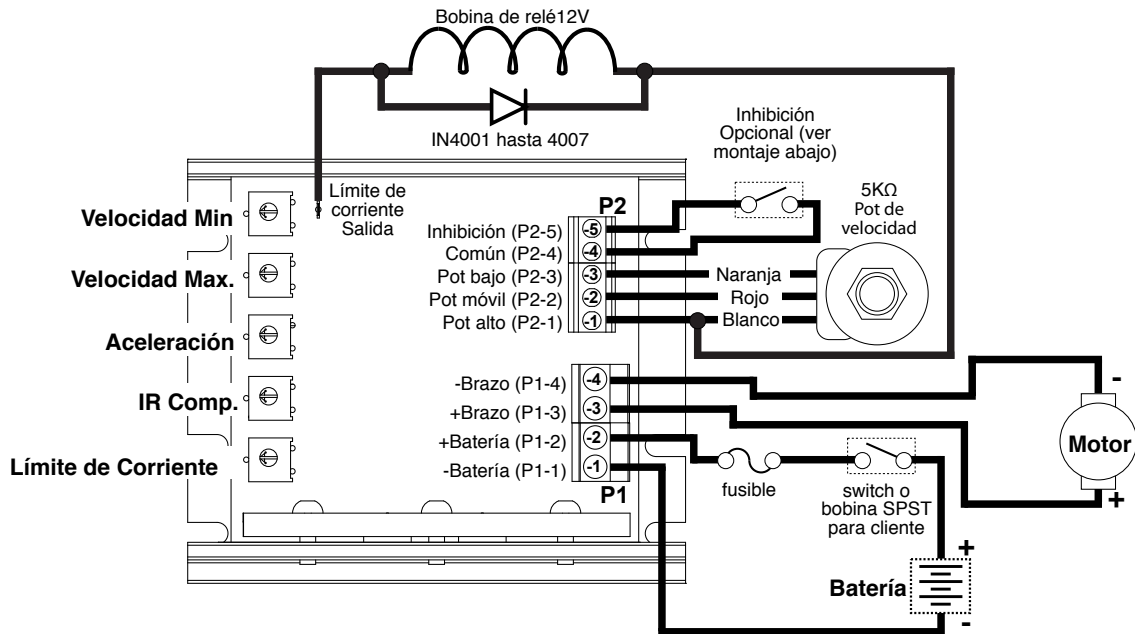 Bobina de relé12V
IN4001 hasta 4007
Inhibición
Opcional (ver
montaje abajo)
5KΩ
Pot de
velocidad
Límite de
corriente
Salida
Velocidad Min
Velocidad Max.
Aceleración
IR Comp.
Límite de Corriente
P2
Inhibición (P2-5)
-5
Común (P2-4)
-4
Pot bajo (P2-3)
-3
Naranja
Pot móvil (P2-2)
-2
Rojo
Pot alto (P2-1)
-1
Blanco
-Brazo (P1-4)
-4
+Brazo (P1-3)
-3
+Batería (P1-2)
-2
-Batería (P1-1)
-1
P1
fusible
switch o
bobina SPST
para cliente
-
Motor
+
+
Batería
-